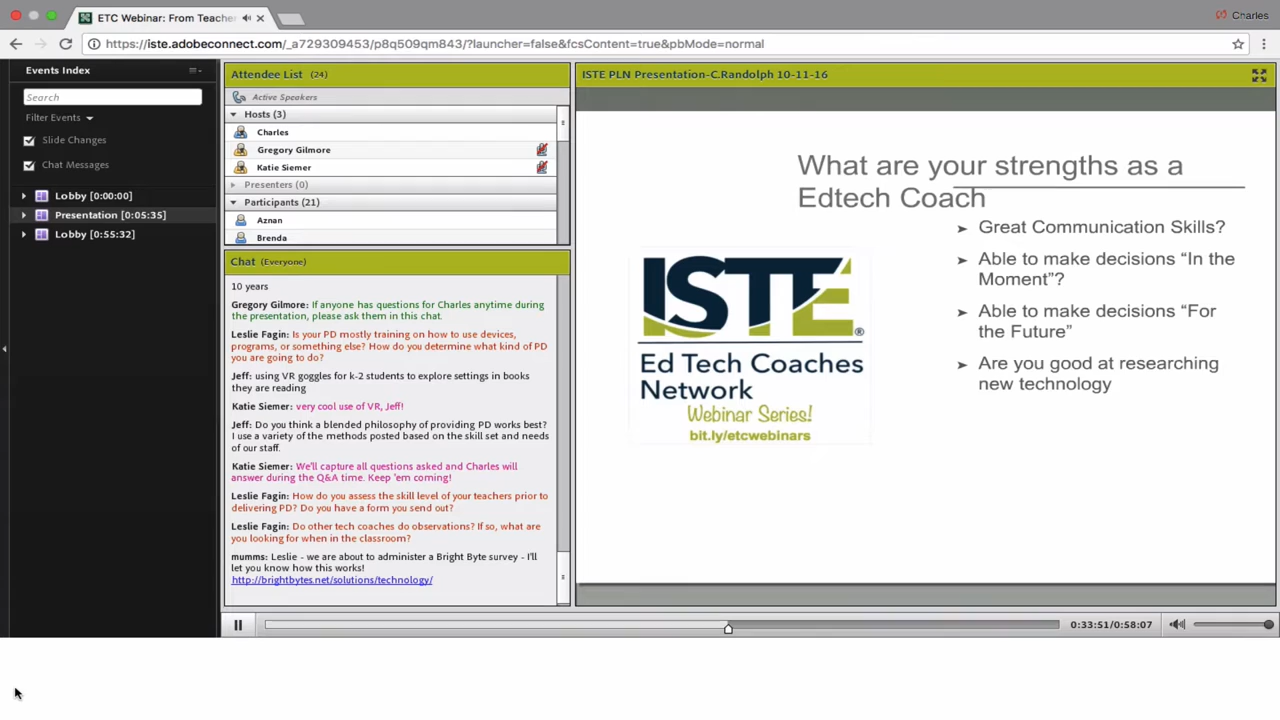 ETC Webinar: From Teacher
Charles
https://iste.adobeconnect.com/_a729309453/p8q509qm843/?launcher=false&fcsContent=true&pbMode=normal
Events Index
Search
Filter Events
Slide Changes
Chat Messages
Lobby [0:00:00]
Presentation [0:05:35]
Lobby [0:55:32]
Attendee List (24)
Active Speakers
Hosts (3)
Charles
Gregory Gilmore
Katie Siemer
Presenters (0)
Participants (21)
Aznan
Brenda
Chat (Everyone)
10 years
Gregory Gilmore: If anyone has questions for Charles anytime during
the presentation, please ask them in this chat.
Leslie Fagin: Is your PD mostly training on how to use devices,
programs, or something else? How do you determine what kind of PD
you are going to do?
Jeff: using VR goggles for k-2 students to explore settings in books
they are reading
Katie Siemer: very cool use of VR, Jeff!
Jeff: Do you think a blended philosophy of providing PD works best?
I use a variety of the methods posted based on the skill set and needs
of our staff.
Katie Siemer: We'll capture all questions asked and Charles will
answer during the Q&A time. Keep 'em coming!
Leslie Fagin: How do you assess the skill level of your teachers prior to
delivering PD? Do you have a form you send out?
Leslie Fagin: Do other tech coaches do observations? If so, what are
you looking for when in the classroom?
mumms: Leslie - we are about to administer a Bright Byte survey - I'll
let you know how this works!
http://brightbytes.net/solutions/technology/
ISTE PLN Presentation-C.Randolph 10-11-16
What are your strengths as a
Edtech Coach
➤ Great Communication Skills?
➤ Able to make decisions “In the
Moment”?
➤ Able to make decisions “For
the Future”
➤ Are you good at researching
new technology
ISTE®
Ed Tech Coaches
Network
Webinar Series!
bit.ly/etcwebinars
0:33:51/0:58:07